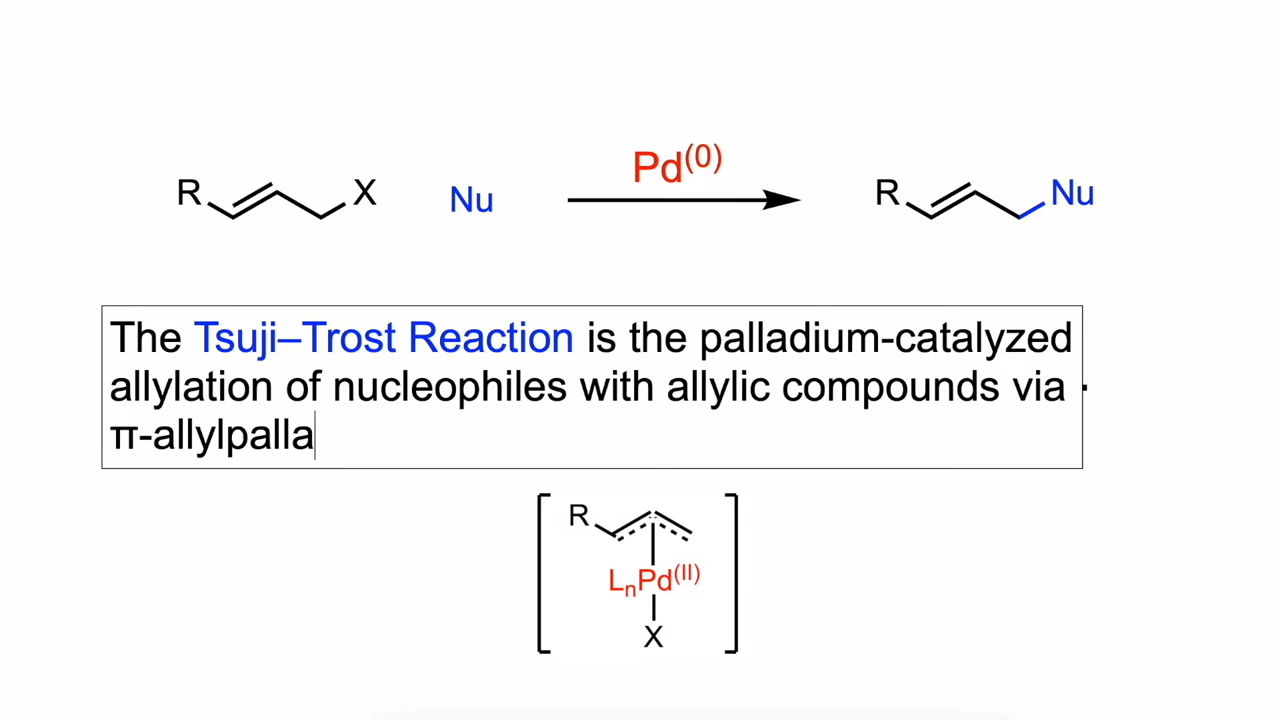 Pd(0)
R X Nu R Nu
The Tsuji–Trost Reaction is the palladium-catalyzed
allylation of nucleophiles with allylic compounds via
π-allylpalla
R
LnPd(II)
X